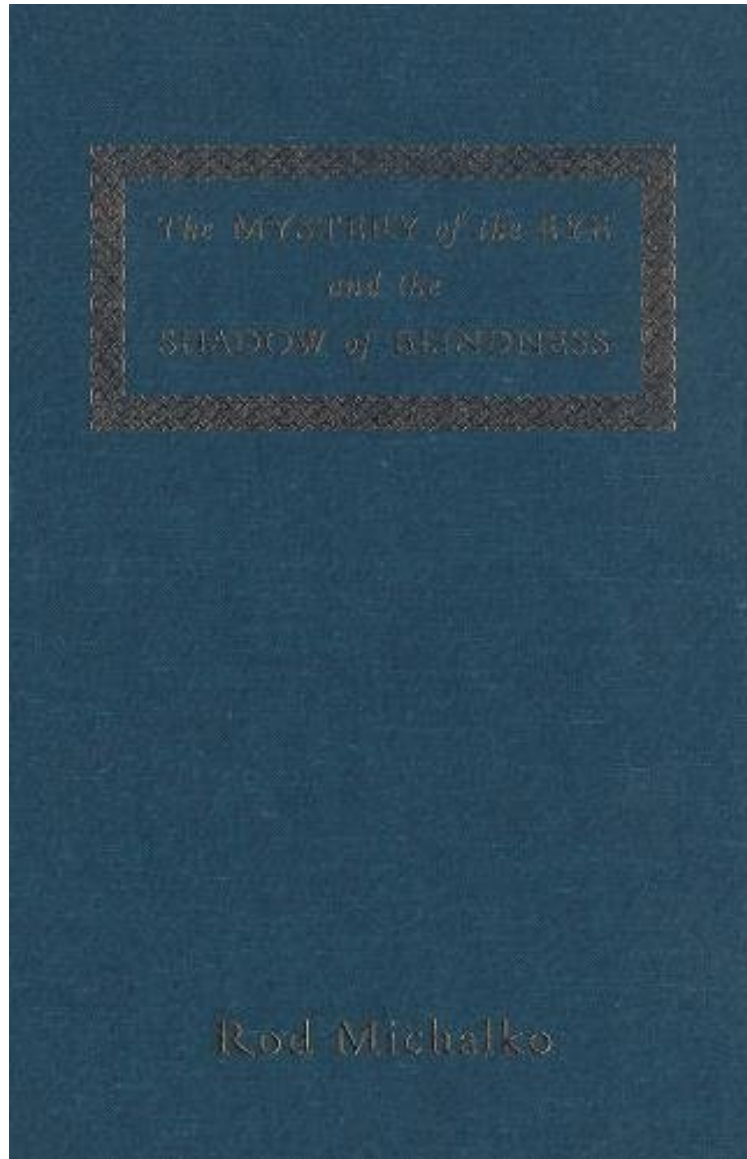 The MYSTERY of the EYE
and the
SHADOW of BLINDNESS
Rod Michalko